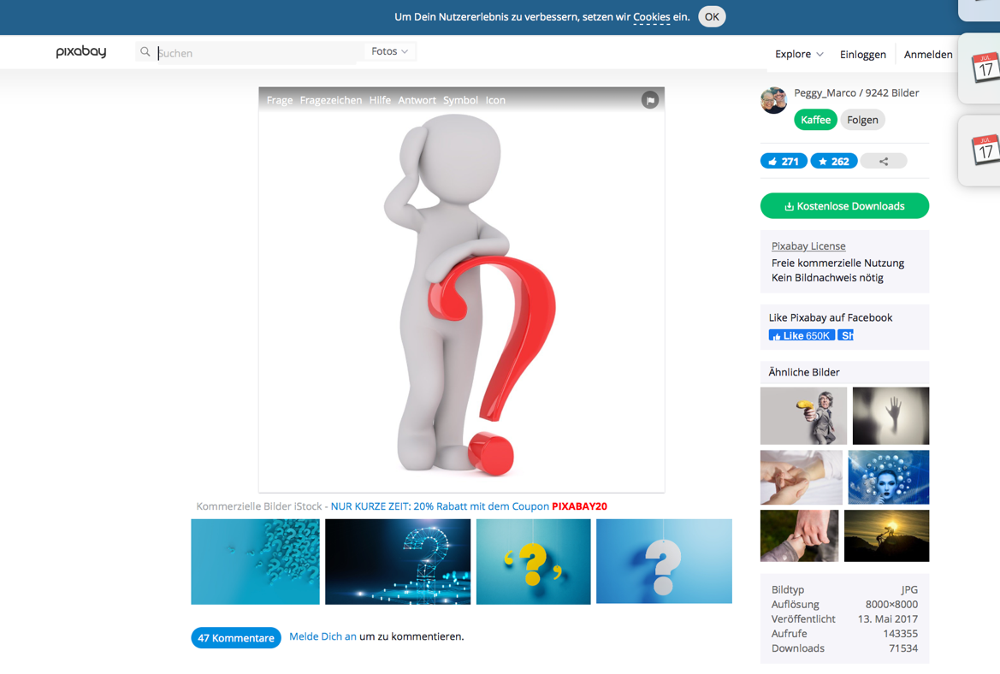 Um Dein Nutzererlebnis zu verbessern, setzen wir Cookies ein. OK
pixabay Suchen Fotos Explore Einloggen Anmelden
JUL
17
JUL
17
Frage Fragezeichen Hilfe Antwort Symbol Icon
Peggy_Marco / 9242 Bilder
Kaffee Folgen
271 262
Kostenlose Downloads
Pixabay License
Freie kommerzielle Nutzung
Kein Bildnachweis nötig
Like Pixabay auf Facebook
Like 650K
Ähnliche Bilder
Kommerzielle Bilder iStock - NUR KURZE ZEIT: 20% Rabatt mit dem Coupon PIXABAY20
47 Kommentare Melde Dich an um zu kommentieren.
Bildtyp JPG
Auflösung 8000×8000
Veröffentlicht 13. Mai 2017
Aufrufe 143355
Downloads 71534